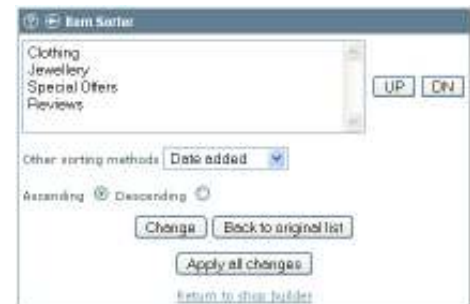 Item Sorter
Clothing
Jewellery
Special Offers
Reviews
UP DN
Other sorting methods Date added
Ascending Descending
Change Back to original list
Apply all changes
Return to shop builder